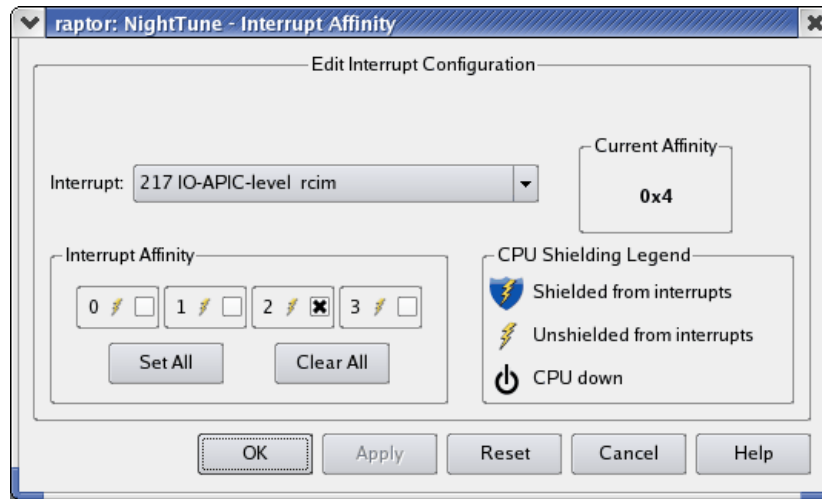 raptor: NightTune - Interrupt Affinity
Edit Interrupt Configuration
Current Affinity
Interrupt: 217 IO-APIC-level rcim
0x4
Interrupt Affinity
0 1 2 3
Set All Clear All
CPU Shielding Legend
Shielded from interrupts
Unshielded from interrupts
CPU down
OK Apply Reset Cancel Help